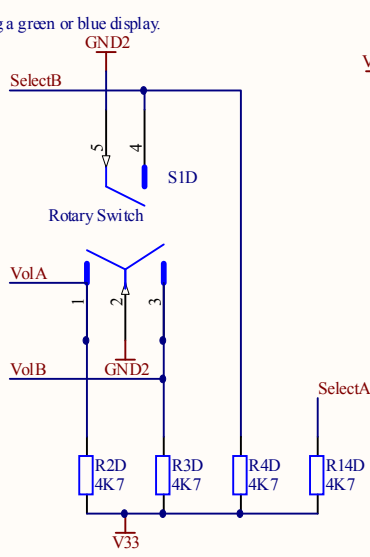 g a green or blue display.
GND2
V
SelectB
5
4
S1D
Rotary Switch
VolA
1
2
3
VolB
GND2
SelectA
R2D
4K7
R3D
4K7
R4D
4K7
R14D
4K7
V33